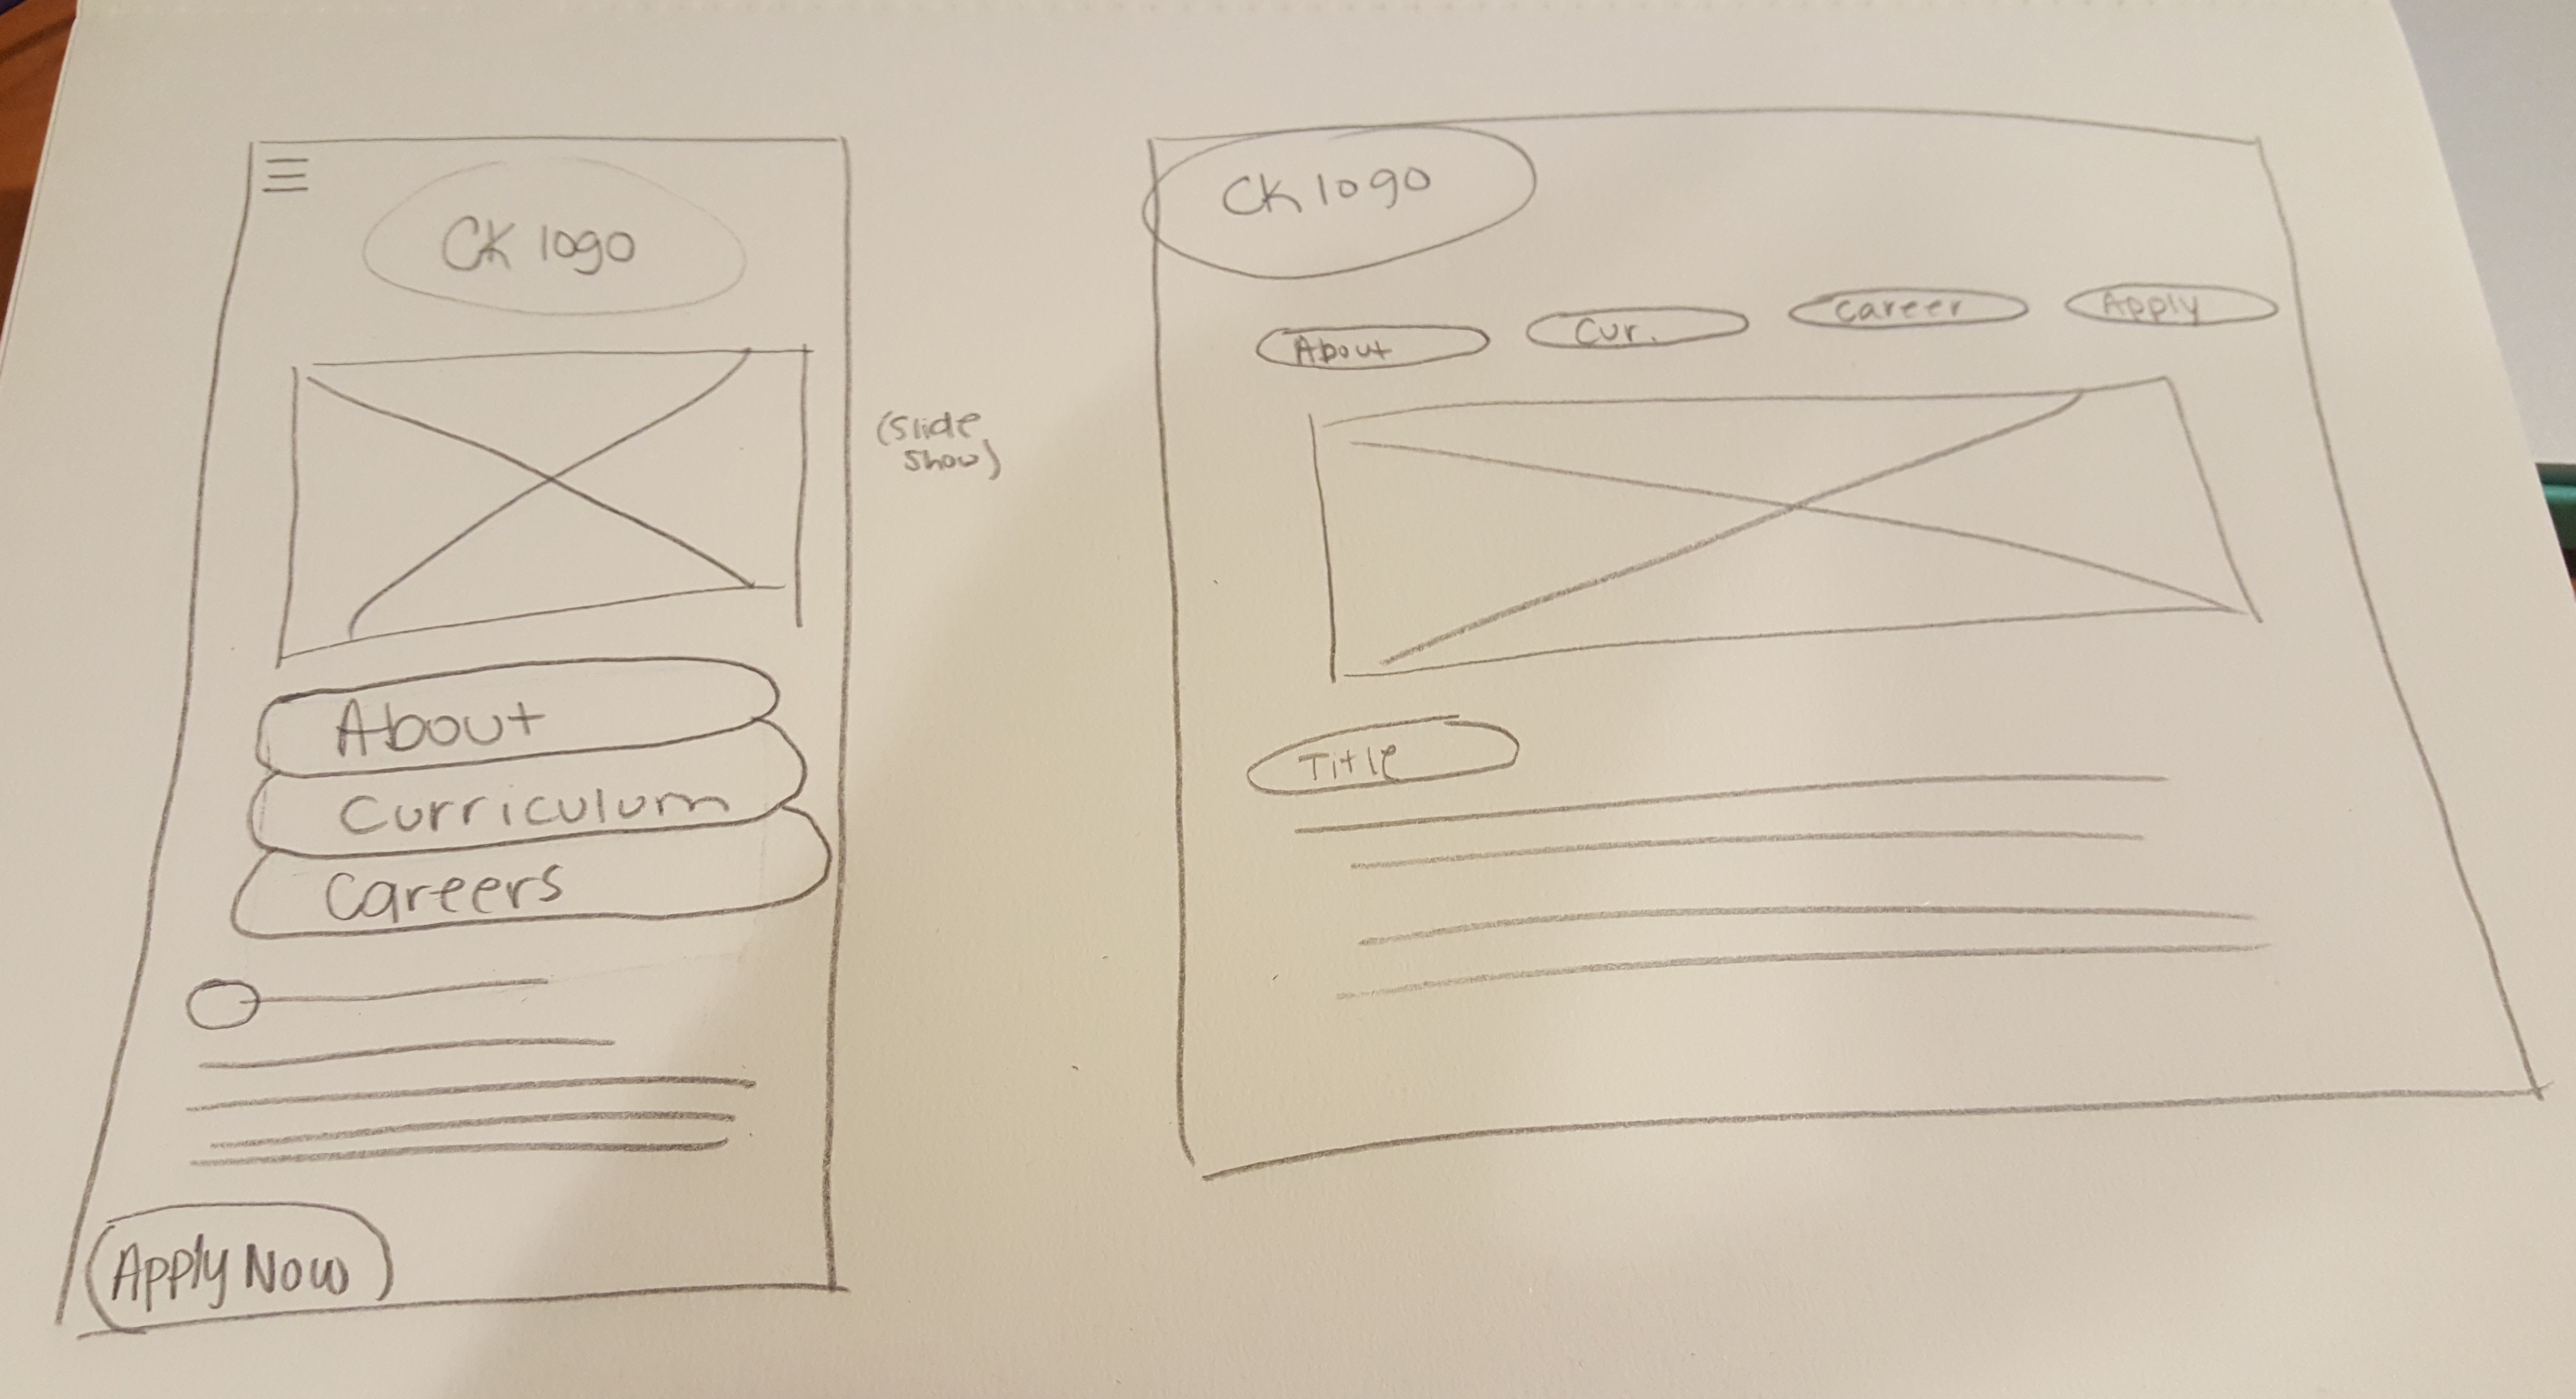 CK logo
(Slide
show)
About
Curriculum
Careers
Apply Now
CK logo
About
Cur.
Career
Apply
Title